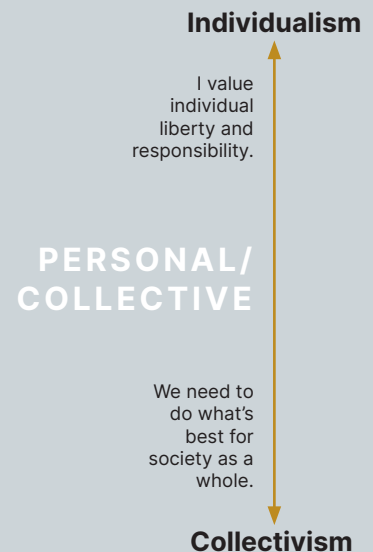 Individualism
I value
individual
liberty and
responsibility.
PERSONAL/
COLLECTIVE
We need to
do what’s
best for
society as a
whole.
Collectivism